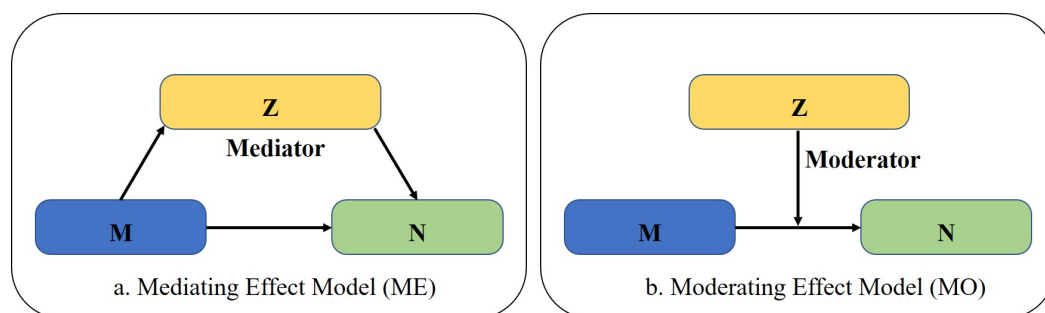 Z
Mediator
M
N
a. Mediating Effect Model (ME)
Z
Moderator
M
N
b. Moderating Effect Model (MO)